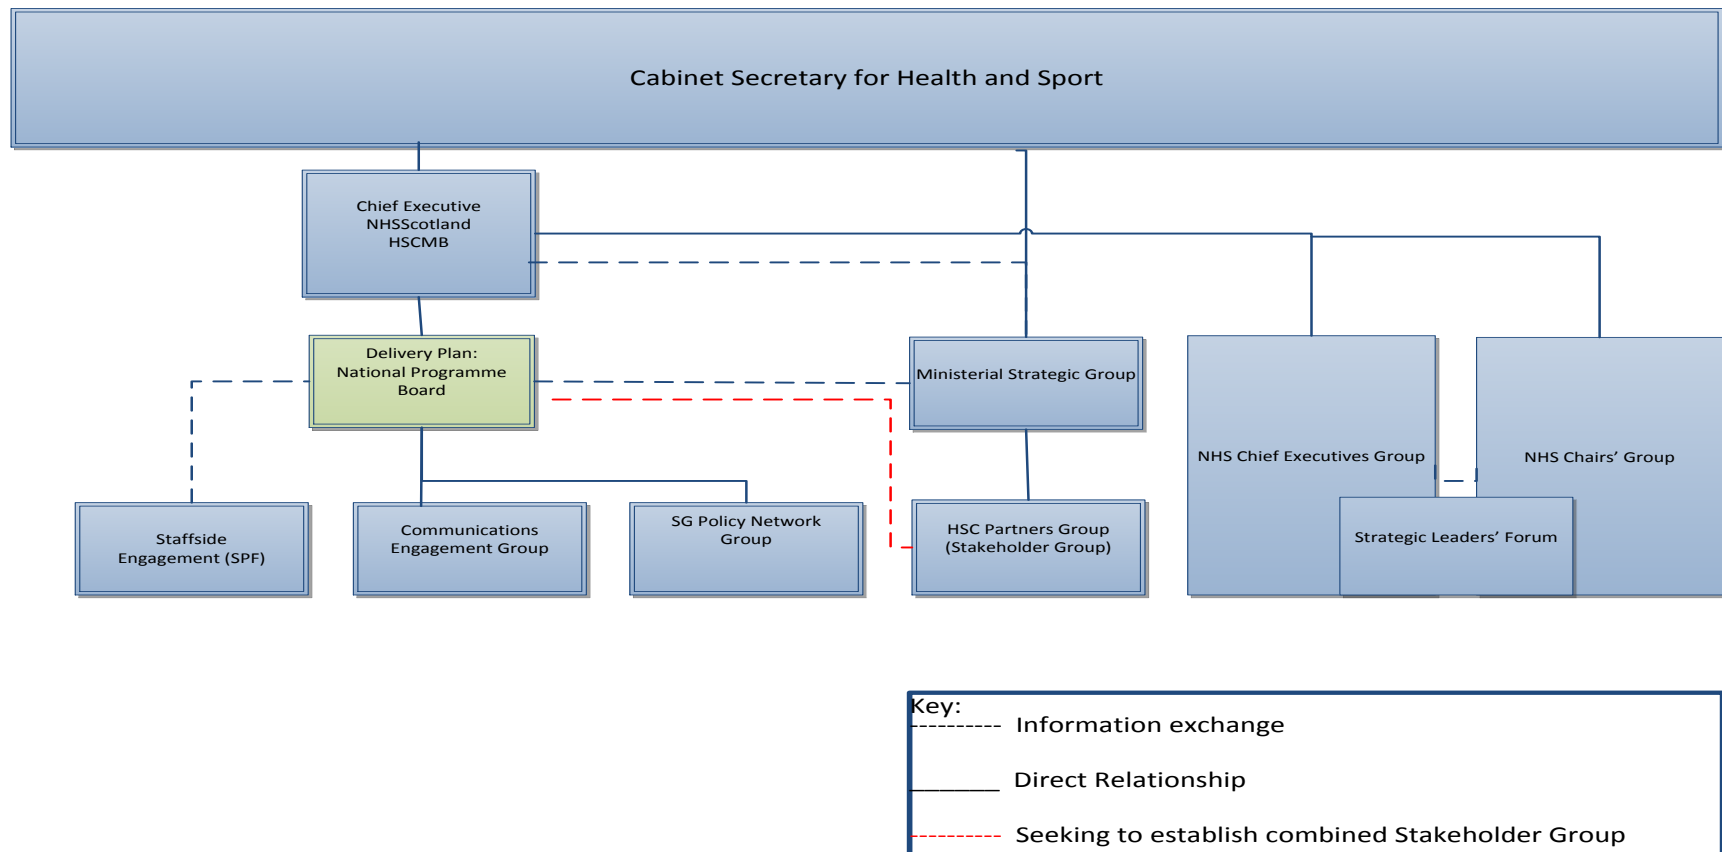 Cabinet Secretary for Health and Sport
Chief Executive
NHSScotland
HSCMB
Delivery Plan:
National Programme
Board
Ministerial Strategic Group
NHS Chief Executives Group
NHS Chairs’ Group
Staffside
Engagement (SPF)
Communications
Engagement Group
SG Policy Network
Group
HSC Partners Group
(Stakeholder Group)
Strategic Leaders’ Forum
Key:
---------- Information exchange
_______ Direct Relationship
---------- Seeking to establish combined Stakeholder Group